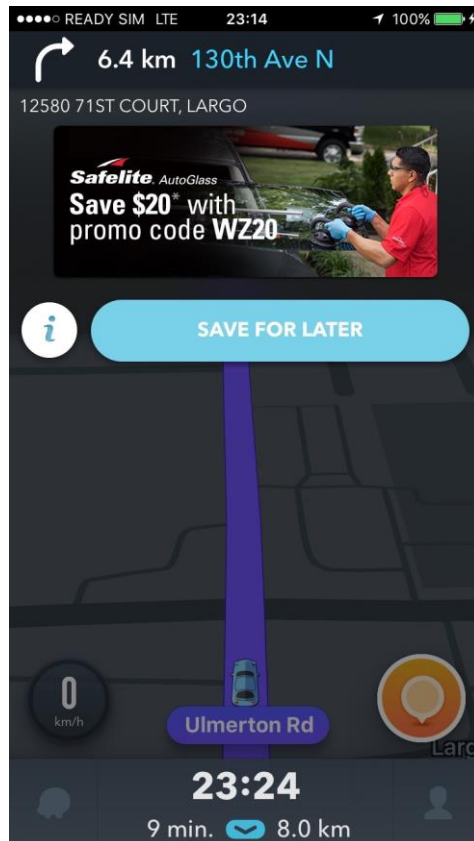 READY SIM LTE 23:14 100%
6.4 km 130th Ave N
12580 71ST COURT, LARGO
Safelite. AutoGlass
Save $20* with
promo code WZ20
i SAVE FOR LATER
0
km/h
Ulmerton Rd
Larg
23:24
9 min. 8.0 km